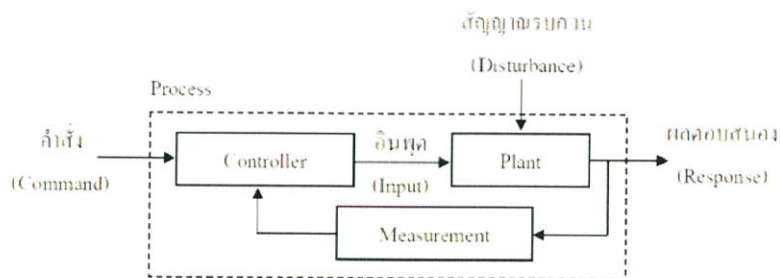 สัญญาณรบกวน
(Disturbance)
Process
คำสั่ง
(Command)
Controller
อินพุต
(Input)
Plant
ผลตอบสนอง
(Response)
Measurement